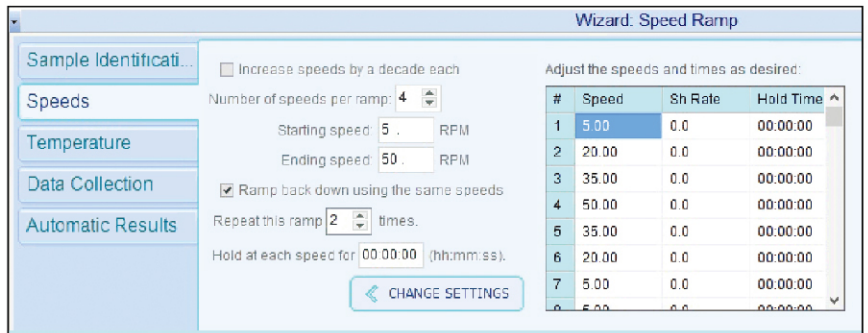 Wizard: Speed Ramp
Sample Identificati...
Speeds
Temperature
Data Collection
Automatic Results
Increase speeds by a decade each
Number of speeds per ramp: 4
Starting speed: 5 . RPM
Ending speed: 50 . RPM
Ramp back down using the same speeds
Repeat this ramp 2 times.
Hold at each speed for 00:00:00 (hh:mm:ss).
CHANGE SETTINGS
Adjust the speeds and times as desired:
# Speed Sh Rate Hold Time
1 5.00 0.0 00:00:00
2 20.00 0.0 00:00:00
3 35.00 0.0 00:00:00
4 50.00 0.0 00:00:00
5 35.00 0.0 00:00:00
6 20.00 0.0 00:00:00
7 5.00 0.0 00:00:00